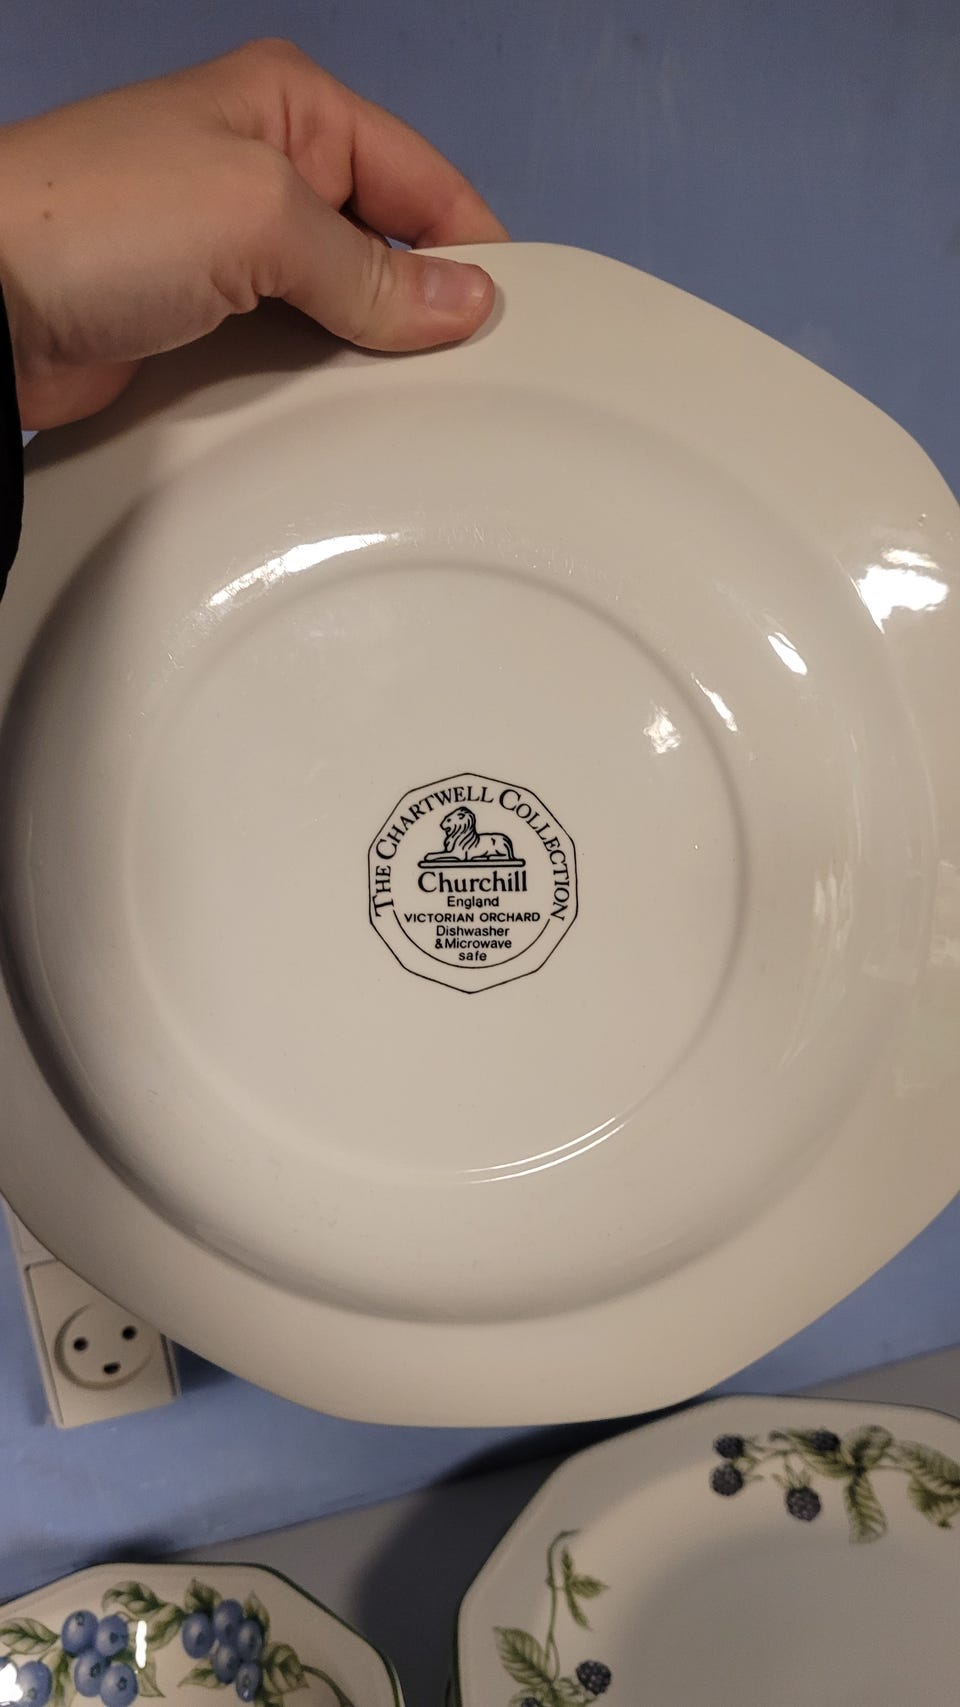 THE CHARTWELL COLLECTION
Churchill
England
VICTORIAN ORCHARD
Dishwasher
&Microwave
safe